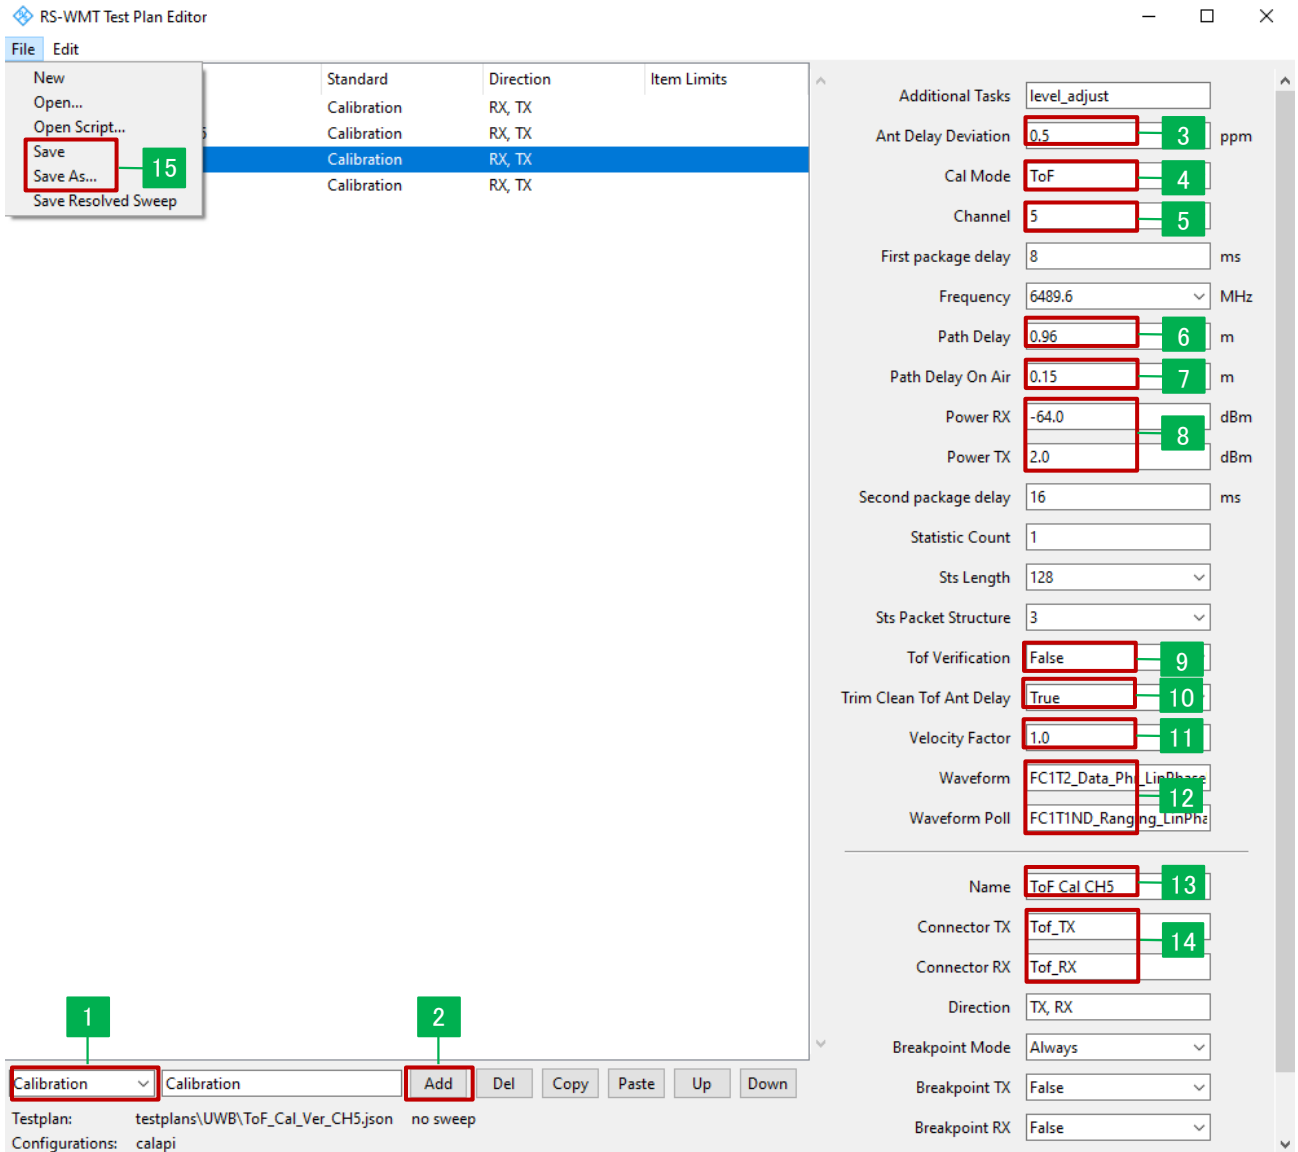 RS-WMT Test Plan Editor
File Edit
New
Open...
Open Script...
Save
Save As...
Save Resolved Sweep
15
Standard Direction Item Limits
Calibration RX, TX
Calibration RX, TX
Calibration RX, TX
Calibration RX, TX
Additional Tasks level_adjust
Ant Delay Deviation 0.5 3 ppm
Cal Mode ToF 4
Channel 5 5
First package delay 8 ms
Frequency 6489.6 MHz
Path Delay 0.96 6 m
Path Delay On Air 0.15 7 m
Power RX -64.0 dBm
8
Power TX 2.0 dBm
Second package delay 16 ms
Statistic Count 1
Sts Length 128
Sts Packet Structure 3
Tof Verification False 9
Trim Clean Tof Ant Delay True 10
Velocity Factor 1.0 11
Waveform FC1T2_Data_Phr_LinPhase
12
Waveform Poll FC1T1ND_Ranging_LinPha
Name ToF Cal CH5 13
Connector TX Tof_TX
14
Connector RX Tof_RX
Direction TX, RX
Breakpoint Mode Always
Breakpoint TX False
Breakpoint RX False
1 2
Calibration Calibration Add Del Copy Paste Up Down
Testplan: testplans\UWB\ToF_Cal_Ver_CH5.json no sweep
Configurations: calapi